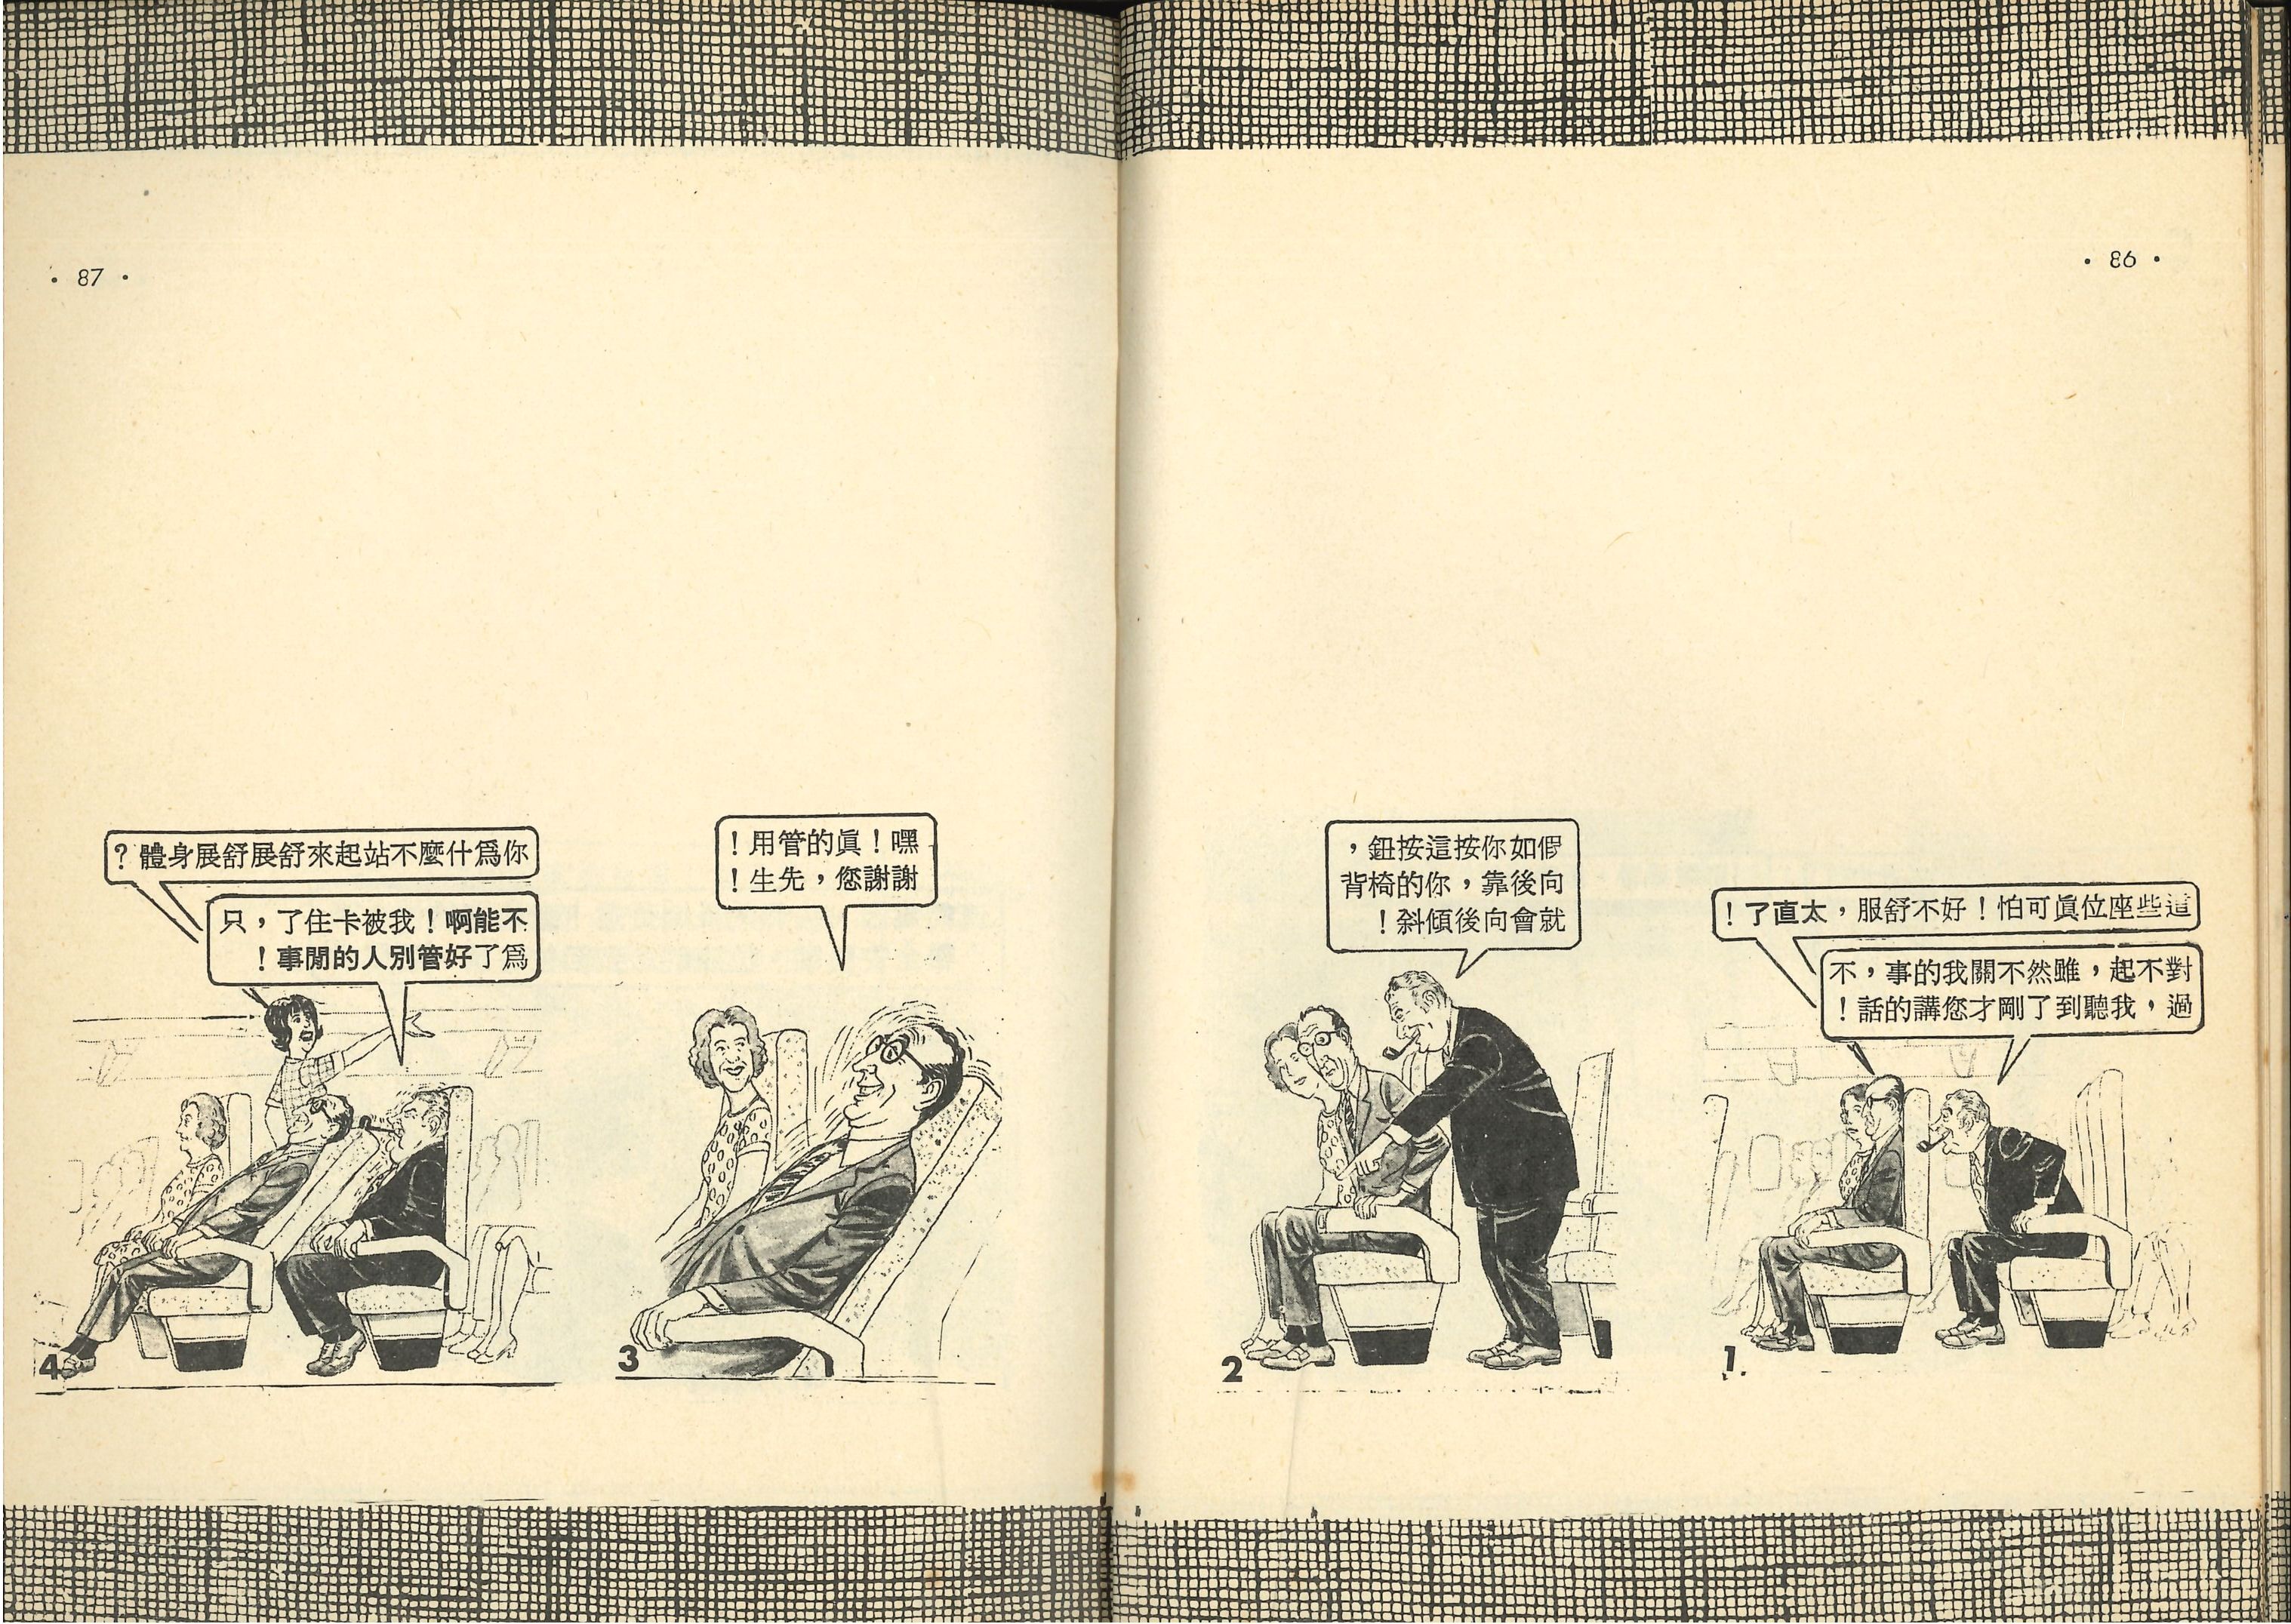 · 86 ·
這些座位眞可怕！好不舒服，太直了！
對不起，雖然不關我的事，不
過，我聽到了剛才您講的話！
1.
假如你按這按鈕，
向後靠，你的椅背
就會向後傾斜！
2
· 87 ·
嘿！眞的管用！
謝謝您，先生！
3
你爲什麼不站起來舒展舒展身體？
不能啊！我被卡住了，只
爲了好管別人的閒事！
4